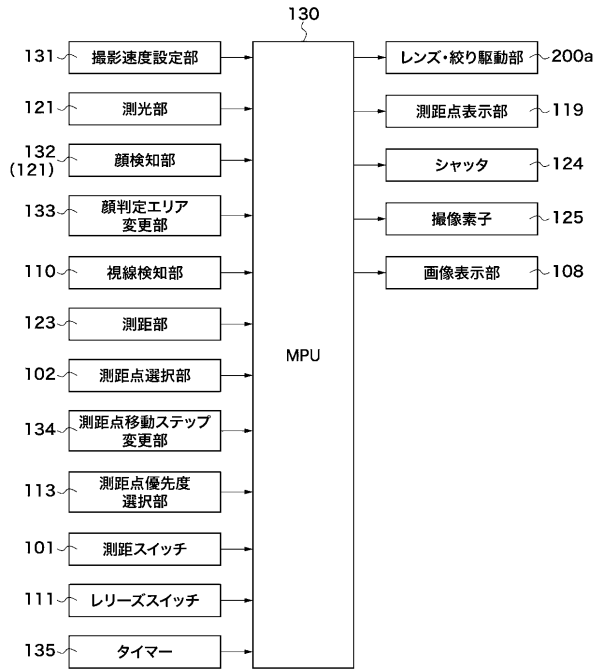 130
131
撮影速度設定部
121
測光部
132
(121)
顔検知部
133
顔判定エリア
変更部
110
視線検知部
123
測距部
102
測距点選択部
134
測距点移動ステップ
変更部
113
測距点優先度
選択部
101
測距スイッチ
111
レリーズスイッチ
135
タイマー
MPU
レンズ・絞り駆動部
200a
測距点表示部
119
シャッタ
124
撮像素子
125
画像表示部
108